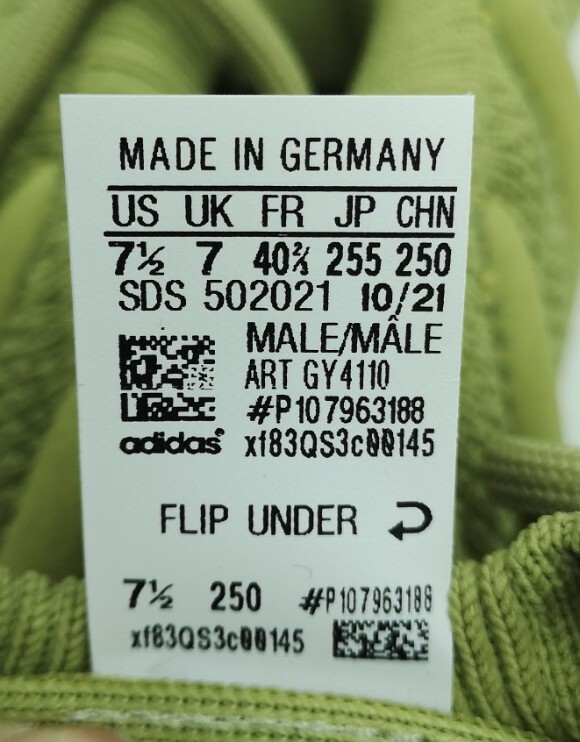 MADE IN GERMANY
US UK FR JP CHN
7½ 7 40⅔ 255 250
SDS 502021 10/21
MALE/MÂLE
ART GY4110
#P107963188
adidas® xf83QS3c00145
FLIP UNDER
7½ 250 #P107963188
xf83QS3c00145